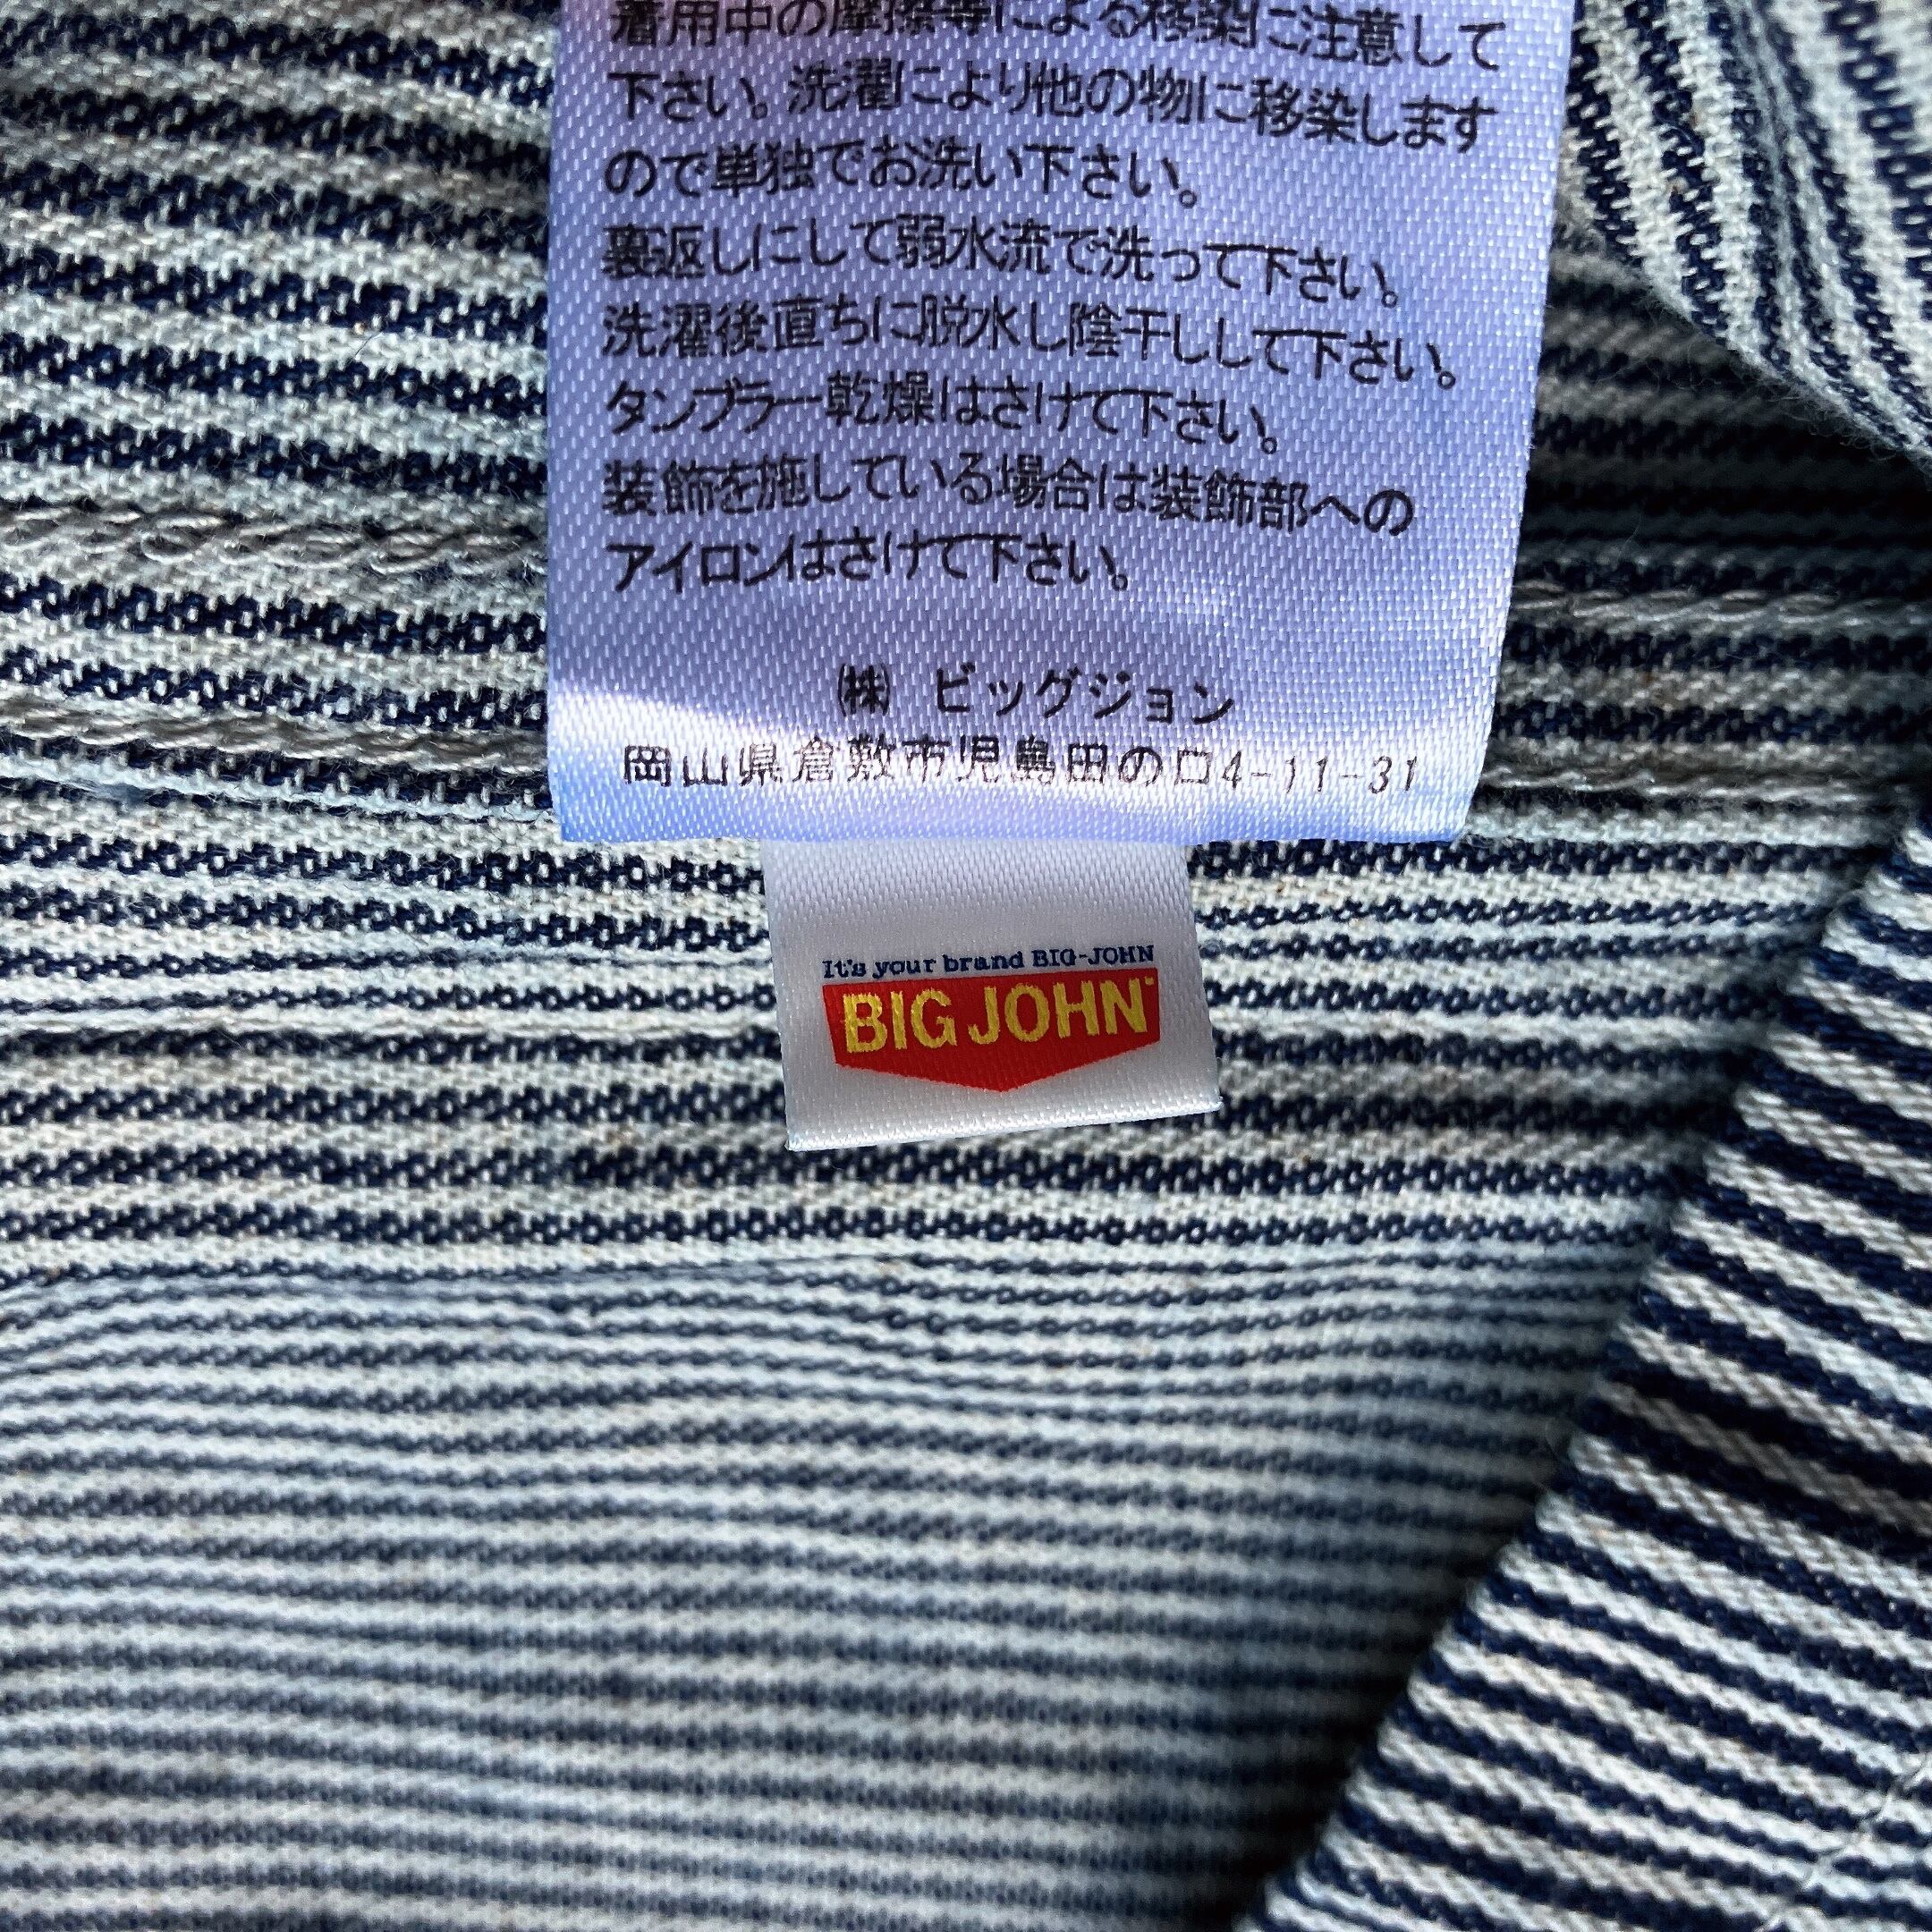 着用中の摩擦等による移染に注意して
下さい。洗濯により他の物に移染します
ので単独でお洗い下さい。
裏返しにして弱水流で洗って下さい。
洗濯後直ちに脱水し陰干しして下さい。
タンブラー乾燥はさけて下さい。
装飾を施している場合は装飾部への
アイロンはさけて下さい。
㈱ ビッグジョン
岡山県倉敷市児島田の口4-11-31
It's your brand BIG-JOHN
BIG JOHN